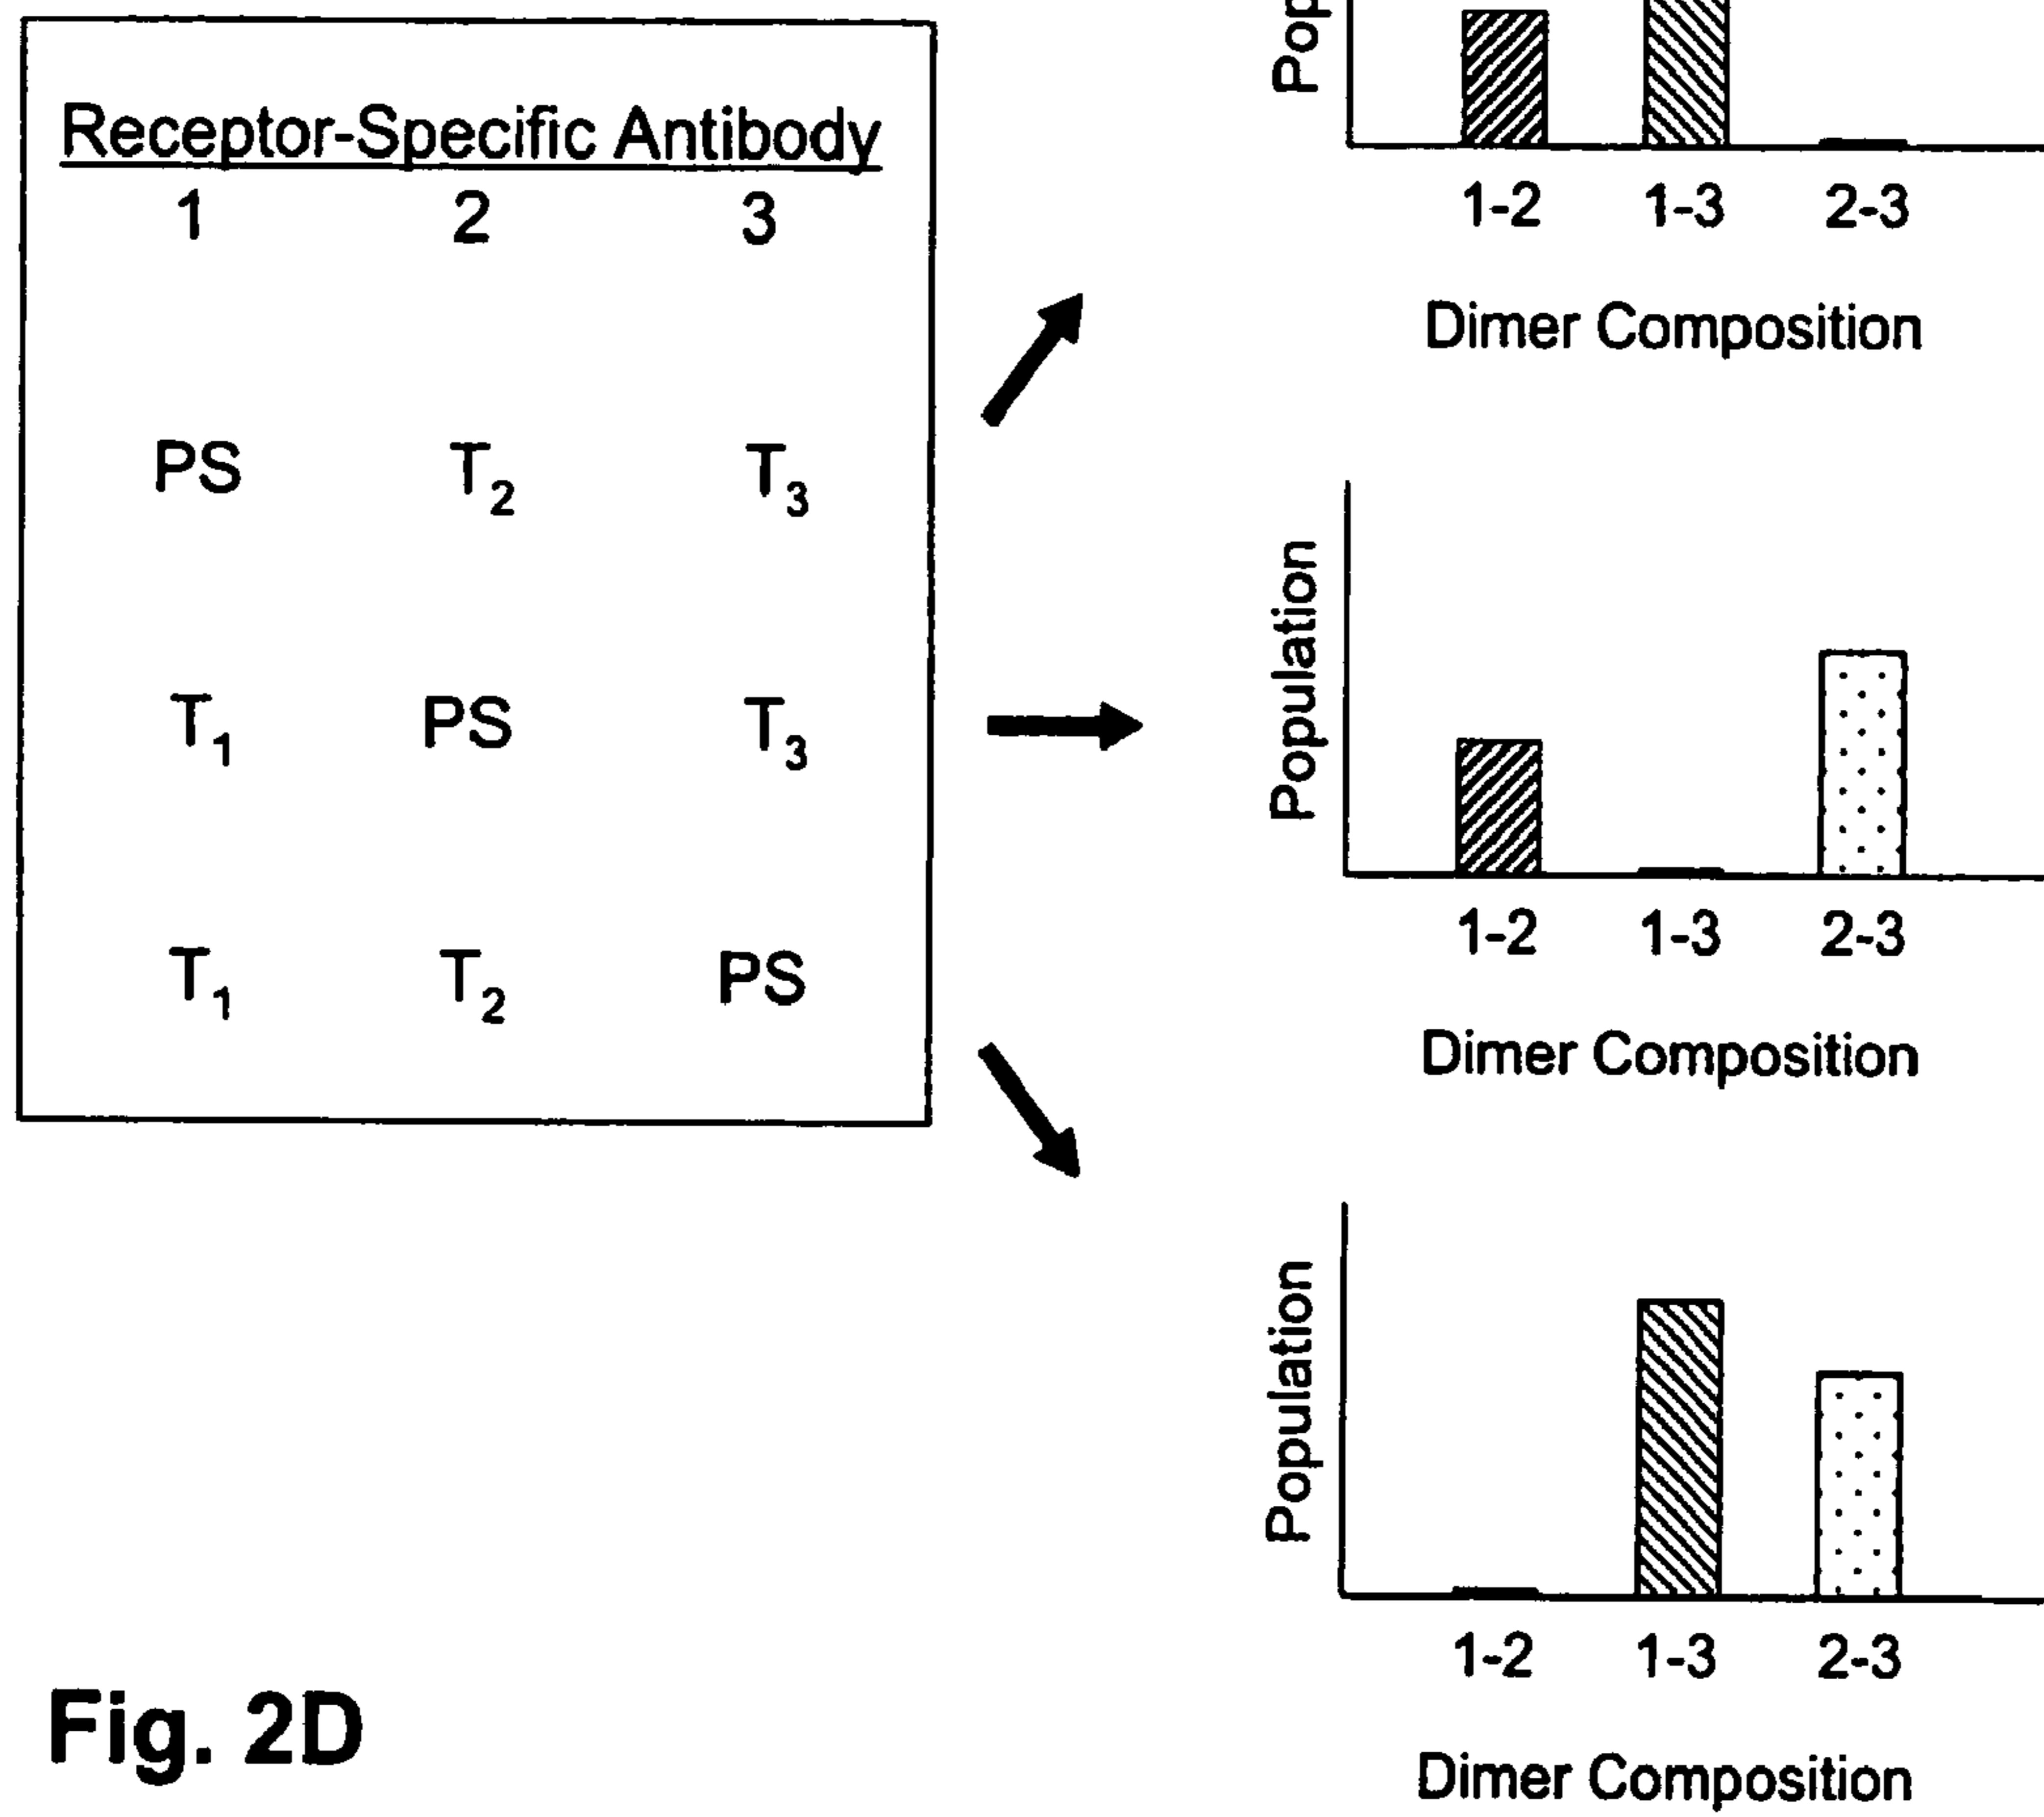 Receptor-Specific Antibody
1 2 3
PS T2 T3
T1 PS T3
T1 T2 PS
Fig. 2D
Pop
1-2 1-3 2-3
Dimer Composition
Population
1-2 1-3 2-3
Dimer Composition
Population
1-2 1-3 2-3
Dimer Composition